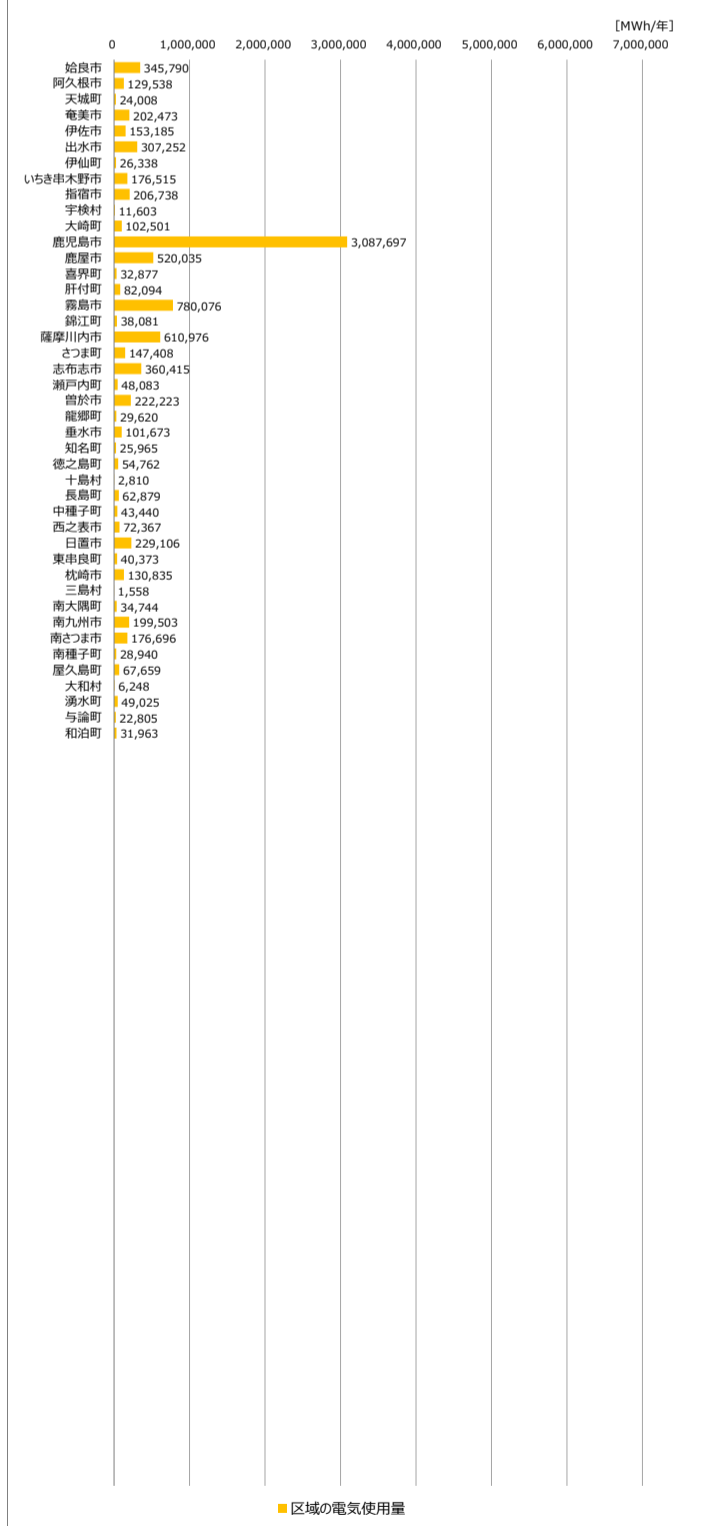 [MWh/年]
0 1,000,000 2,000,000 3,000,000 4,000,000 5,000,000 6,000,000 7,000,000
姶良市 345,790
阿久根市 129,538
天城町 24,008
奄美市 202,473
伊佐市 153,185
出水市 307,252
伊仙町 26,338
いちき串木野市 176,515
指宿市 206,738
宇検村 11,603
大崎町 102,501
鹿児島市 3,087,697
鹿屋市 520,035
喜界町 32,877
肝付町 82,094
霧島市 780,076
錦江町 38,081
薩摩川内市 610,976
さつま町 147,408
志布志市 360,415
瀬戸内町 48,083
曽於市 222,223
龍郷町 29,620
垂水市 101,673
知名町 25,965
徳之島町 54,762
十島村 2,810
長島町 62,879
中種子町 43,440
西之表市 72,367
日置市 229,106
東串良町 40,373
枕崎市 130,835
三島村 1,558
南大隅町 34,744
南九州市 199,503
南さつま市 176,696
南種子町 28,940
屋久島町 67,659
大和村 6,248
湧水町 49,025
与論町 22,805
和泊町 31,963
区域の電気使用量